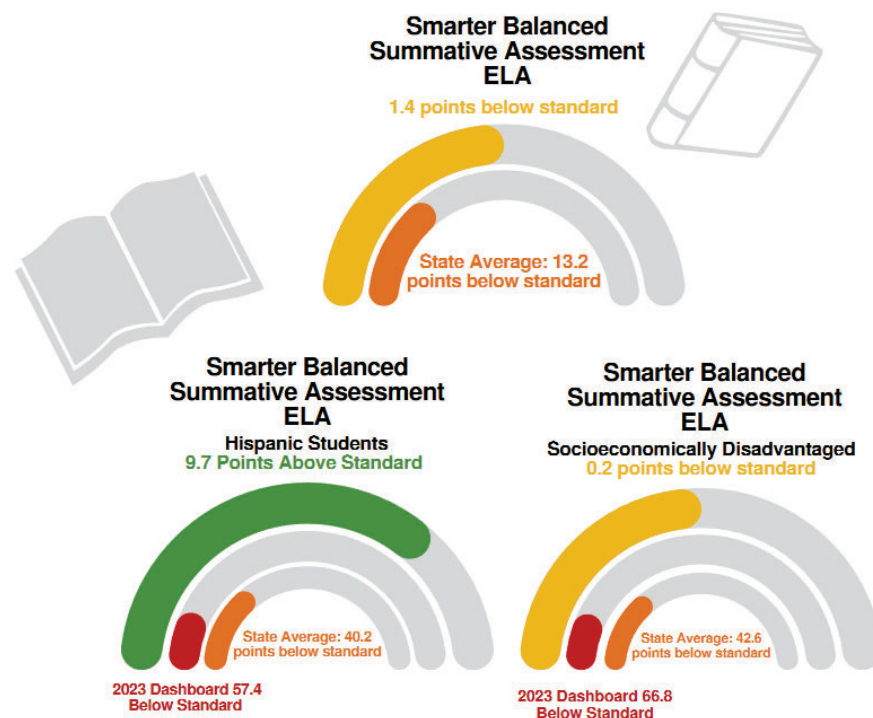 Smarter Balanced
Summative Assessment
ELA
1.4 points below standard
State Average: 13.2
points below standard
Smarter Balanced
Summative Assessment
ELA
Hispanic Students
9.7 Points Above Standard
State Average: 40.2
points below standard
2023 Dashboard 57.4
Below Standard
Smarter Balanced
Summative Assessment
ELA
Socioeconomically Disadvantaged
0.2 points below standard
State Average: 42.6
points below standard
2023 Dashboard 66.8
Below Standard